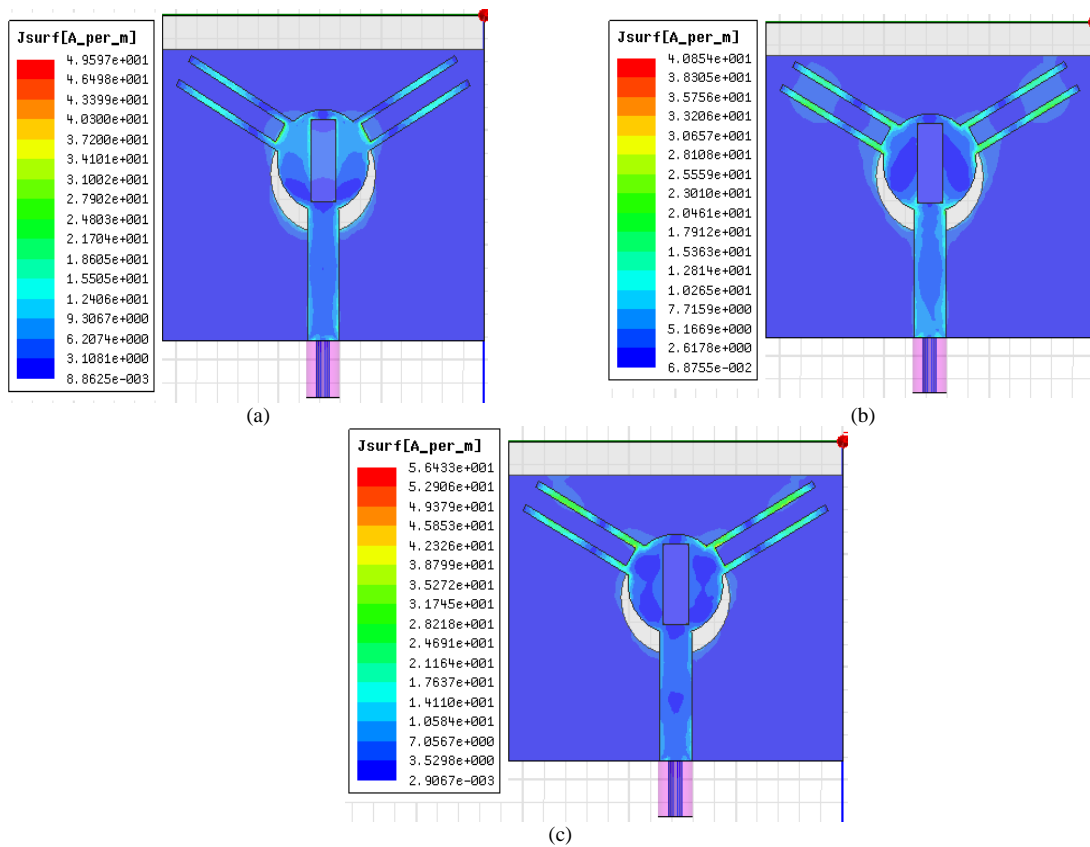 Jsurf[A_per_m]
4.9597e+001
4.6498e+001
4.3399e+001
4.0300e+001
3.7200e+001
3.4101e+001
3.1002e+001
2.7902e+001
2.4803e+001
2.1704e+001
1.8605e+001
1.5505e+001
1.2406e+001
9.3067e+000
6.2074e+000
3.1081e+000
8.8625e-003
(a)
Jsurf[A_per_m]
4.0854e+001
3.8305e+001
3.5756e+001
3.3206e+001
3.0657e+001
2.8108e+001
2.5559e+001
2.3010e+001
2.0461e+001
1.7912e+001
1.5363e+001
1.2814e+001
1.0265e+001
7.7159e+000
5.1669e+000
2.6178e+000
6.8755e-002
(b)
Jsurf[A_per_m]
5.6433e+001
5.2906e+001
4.9379e+001
4.5853e+001
4.2326e+001
3.8799e+001
3.5272e+001
3.1745e+001
2.8218e+001
2.4691e+001
2.1164e+001
1.7637e+001
1.4110e+001
1.0584e+001
7.0567e+000
3.5298e+000
2.9067e-003
(c)